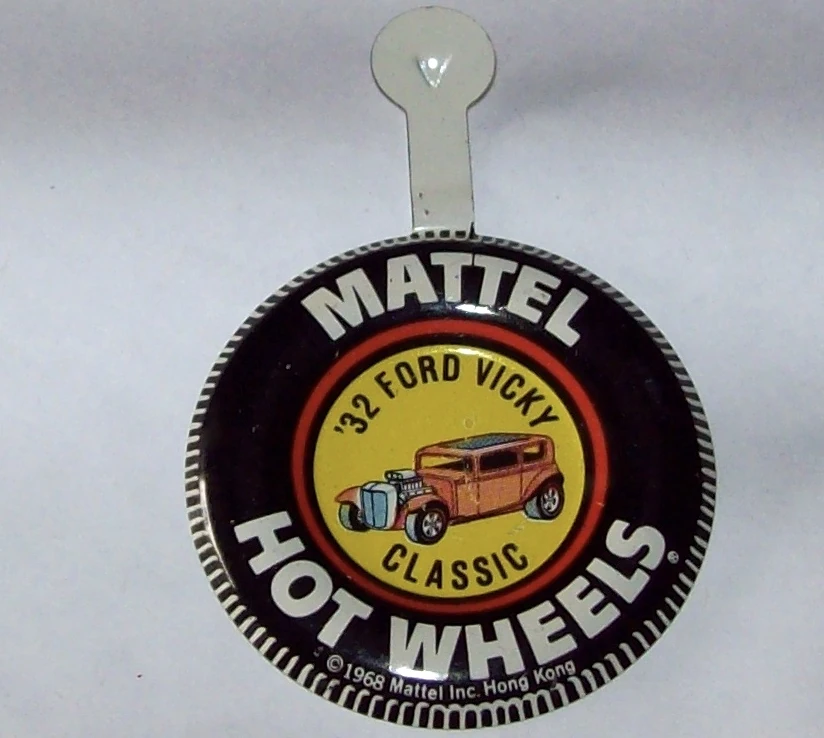 MATTEL
'32 FORD VICKY
CLASSIC
HOT WHEELS®
©1968 Mattel Inc. Hong Kong